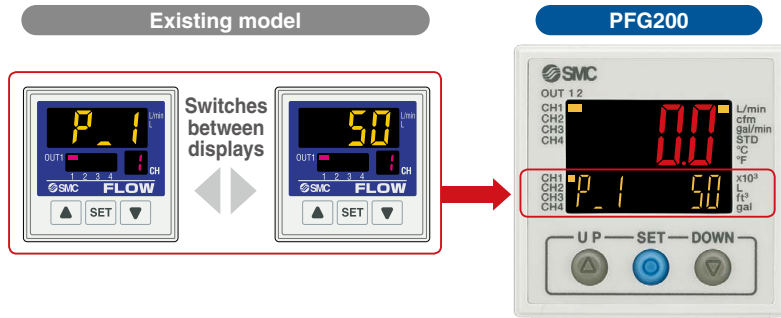 Existing model
PFG200
P_1
L/min
L
OUT1
1
CH
1 2 3 4
SMC FLOW
SET
Switches
between
displays
50
L/min
L
OUT1
1
CH
1 2 3 4
SMC FLOW
SET
SMC
OUT 1 2
CH1
CH2
CH3
CH4
0.0
L/min
cfm
gal/min
STD
°C
°F
CH1
CH2
CH3
CH4
P_1 50
x10³
L
ft³
gal
UP SET DOWN